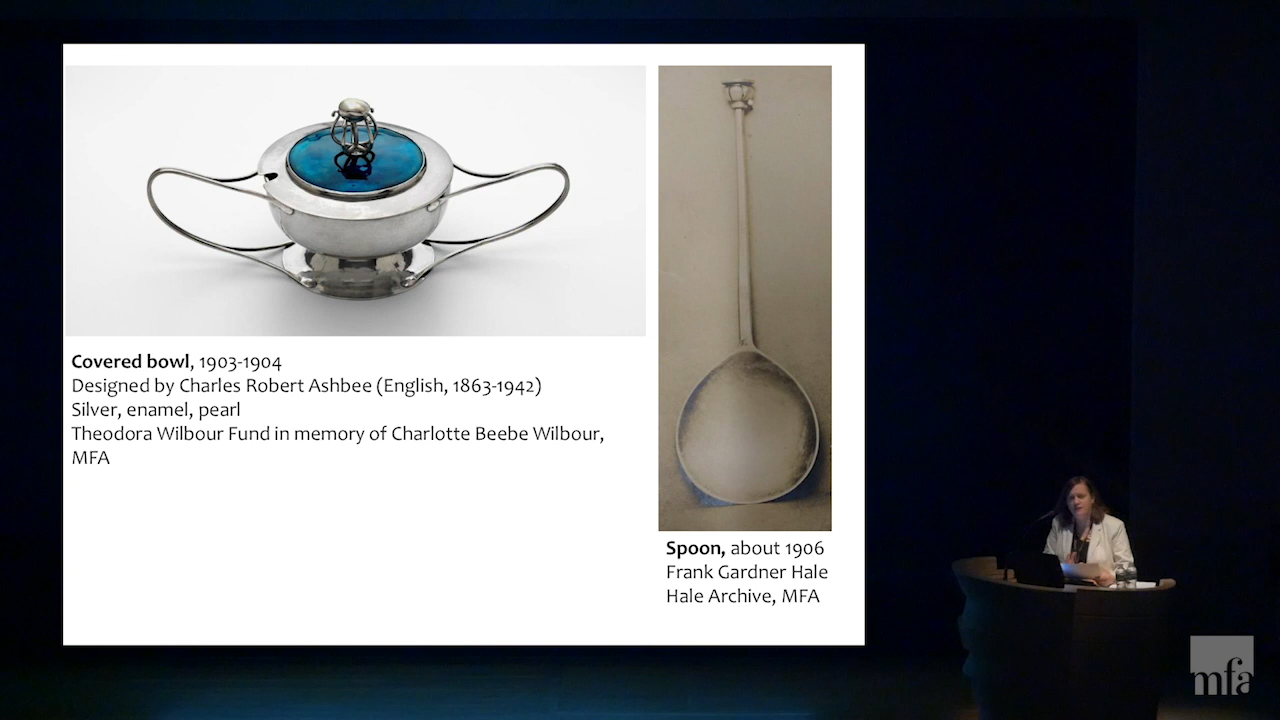 Covered bowl, 1903-1904
Designed by Charles Robert Ashbee (English, 1863-1942)
Silver, enamel, pearl
Theodora Wilbour Fund in memory of Charlotte Beebe Wilbour,
MFA
Spoon, about 1906
Frank Gardner Hale
Hale Archive, MFA
mfa